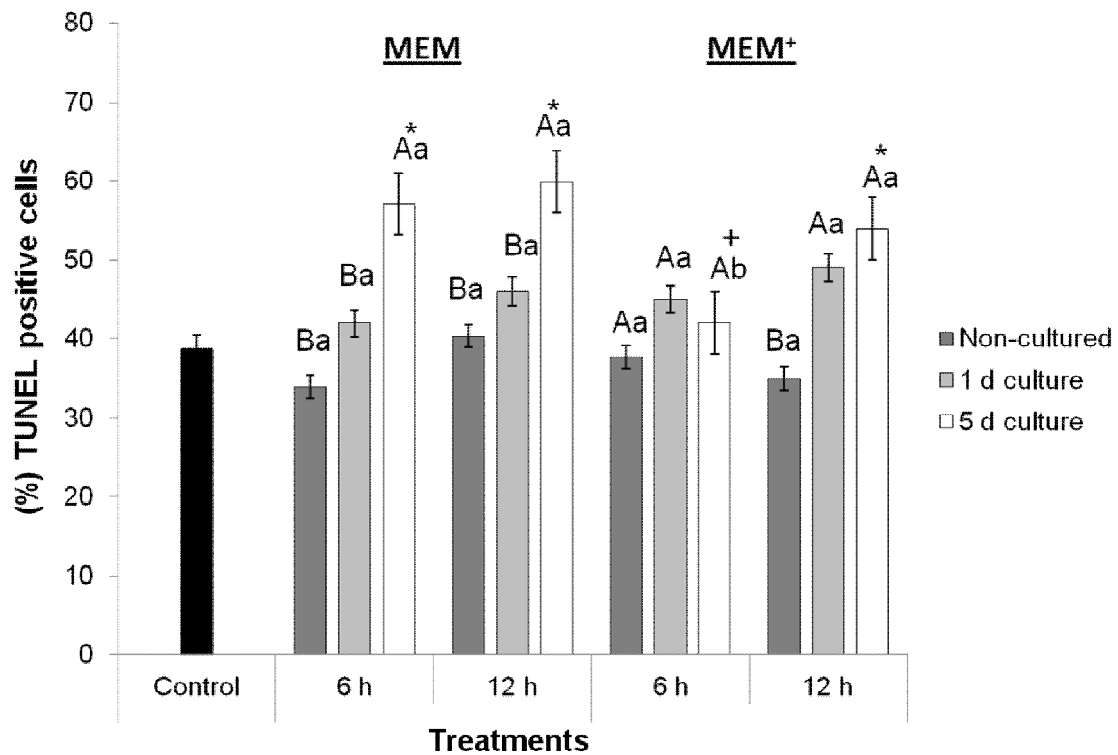 80
70
60
50
40
30
20
10
0
(%) TUNEL positive cells
MEM
MEM⁺
Ba
Ba
*
Aa
Ba
Ba
*
Aa
Aa
Aa
+
Ab
Ba
Aa
*
Aa
Non-cultured
1 d culture
5 d culture
Control
6 h
12 h
6 h
12 h
Treatments